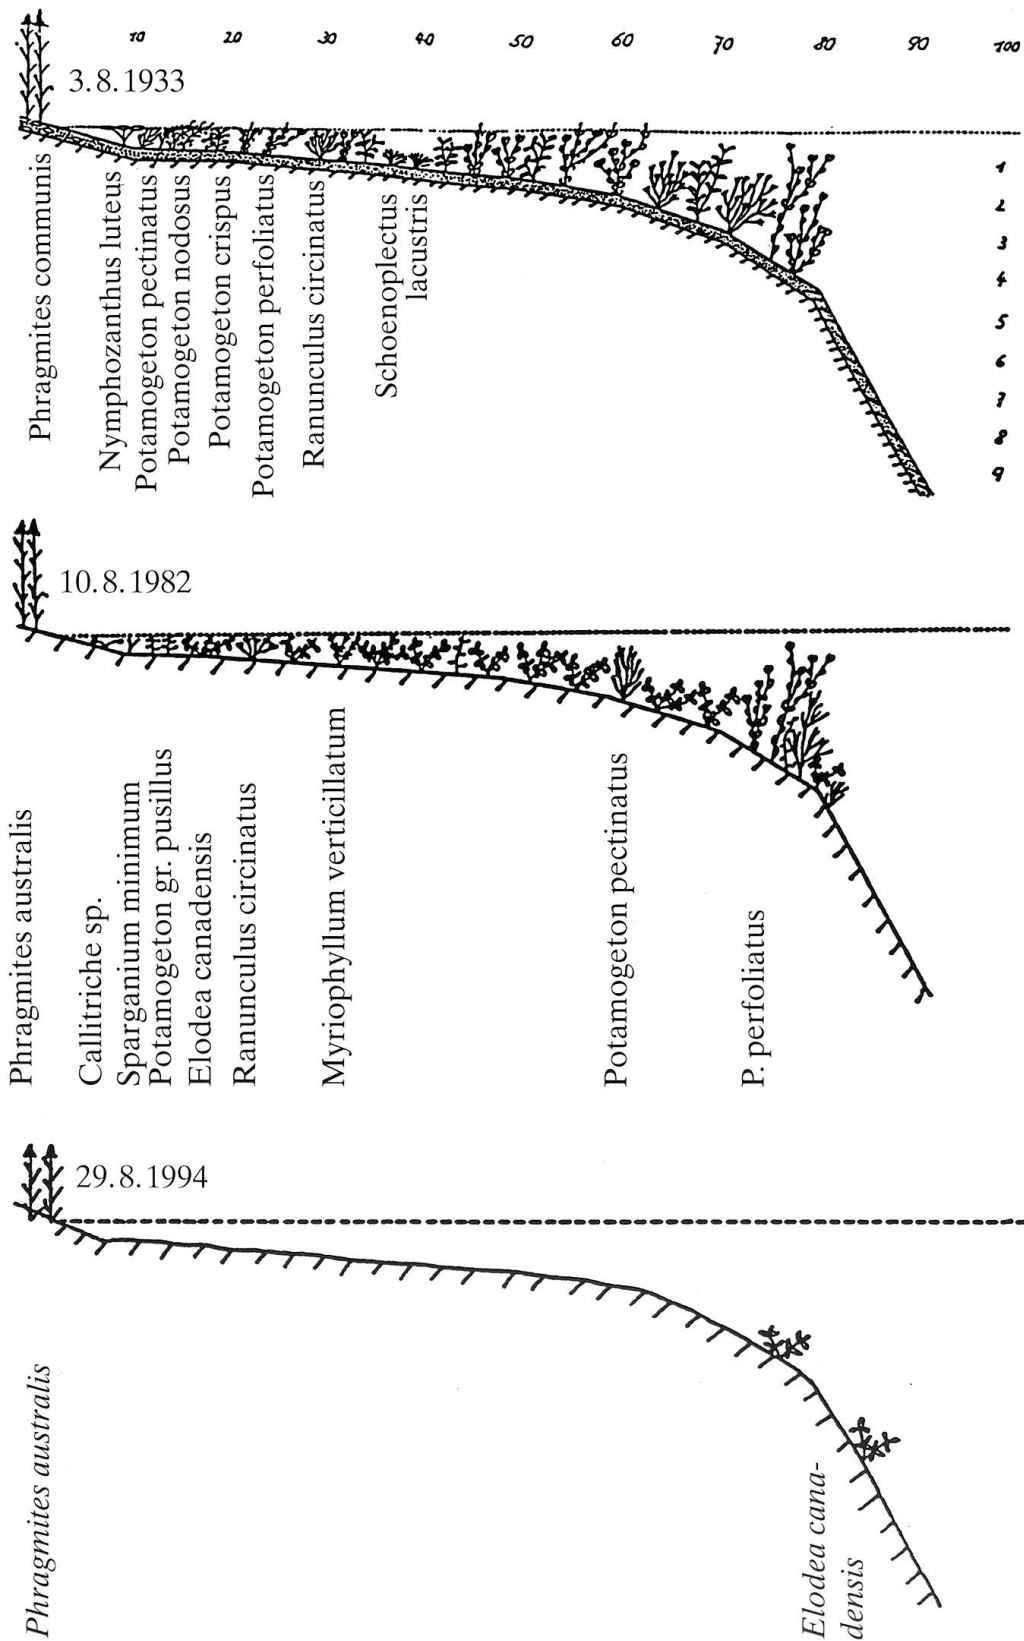 10 20 30 40 50 60 70 80 90 100
3.8.1933
1
2
3
4
5
6
7
8
9
Phragmites communis
Nymphozanthus luteus
Potamogeton pectinatus
Potamogeton nodosus
Potamogeton crispus
Potamogeton perfoliatus
Ranunculus circinatus
Schoenoplectus
lacustris
10.8.1982
Phragmites australis
Callitriche sp.
Sparganium minimum
Potamogeton gr. pusillus
Elodea canadensis
Ranunculus circinatus
Myriophyllum verticillatum
Potamogeton pectinatus
P. perfoliatus
29.8.1994
Phragmites australis
Elodea cana-
densis